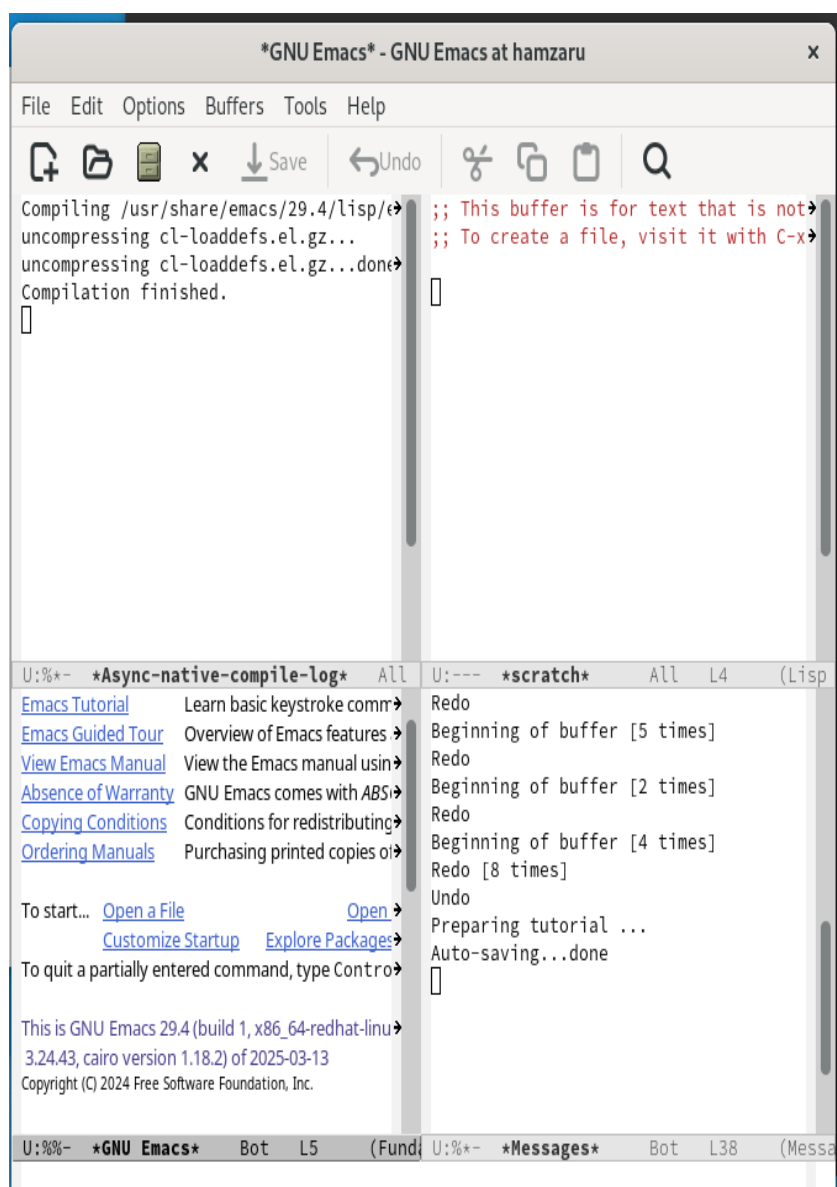 *GNU Emacs* - GNU Emacs at hamzaru
File Edit Options Buffers Tools Help
Save Undo
Compiling /usr/share/emacs/29.4/lisp/
uncompressing cl-loaddefs.el.gz...
uncompressing cl-loaddefs.el.gz...done
Compilation finished.
U:%*- *Async-native-compile-log* All
;; This buffer is for text that is not
;; To create a file, visit it with C-x
U:--- *scratch* All L4 (Lisp
Emacs Tutorial Learn basic keystroke comm
Emacs Guided Tour Overview of Emacs features
View Emacs Manual View the Emacs manual usin
Absence of Warranty GNU Emacs comes with ABS
Copying Conditions Conditions for redistributing
Ordering Manuals Purchasing printed copies of
To start... Open a File Open
Customize Startup Explore Packages
To quit a partially entered command, type Contro
This is GNU Emacs 29.4 (build 1, x86_64-redhat-linu
3.24.43, cairo version 1.18.2) of 2025-03-13
Copyright (C) 2024 Free Software Foundation, Inc.
U:%%- *GNU Emacs* Bot L5 (Funda
Redo
Beginning of buffer [5 times]
Redo
Beginning of buffer [2 times]
Redo
Beginning of buffer [4 times]
Redo [8 times]
Undo
Preparing tutorial ...
Auto-saving...done
U:%*- *Messages* Bot L38 (Messa